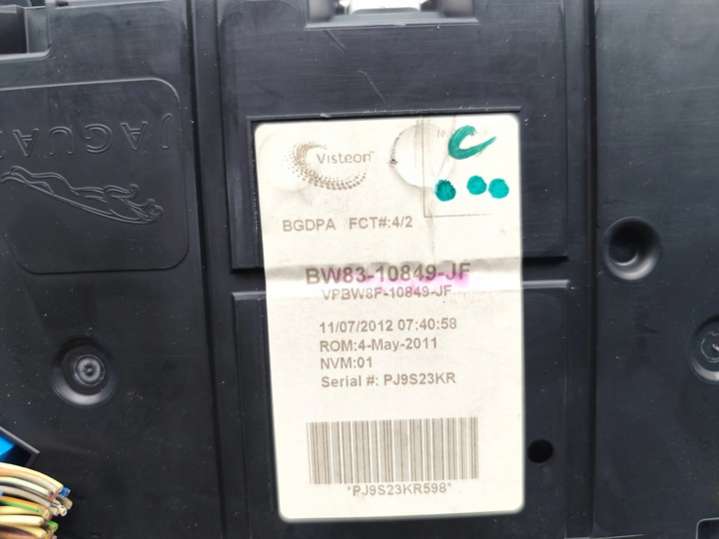 JAGUA
Visteon
C
BGDPA FCT#:4/2
BW83-10849-JF
VPBW8F-10849-JF
11/07/2012 07:40:58
ROM:4-May-2011
NVM:01
Serial #: PJ9S23KR
*PJ9S23KR598*